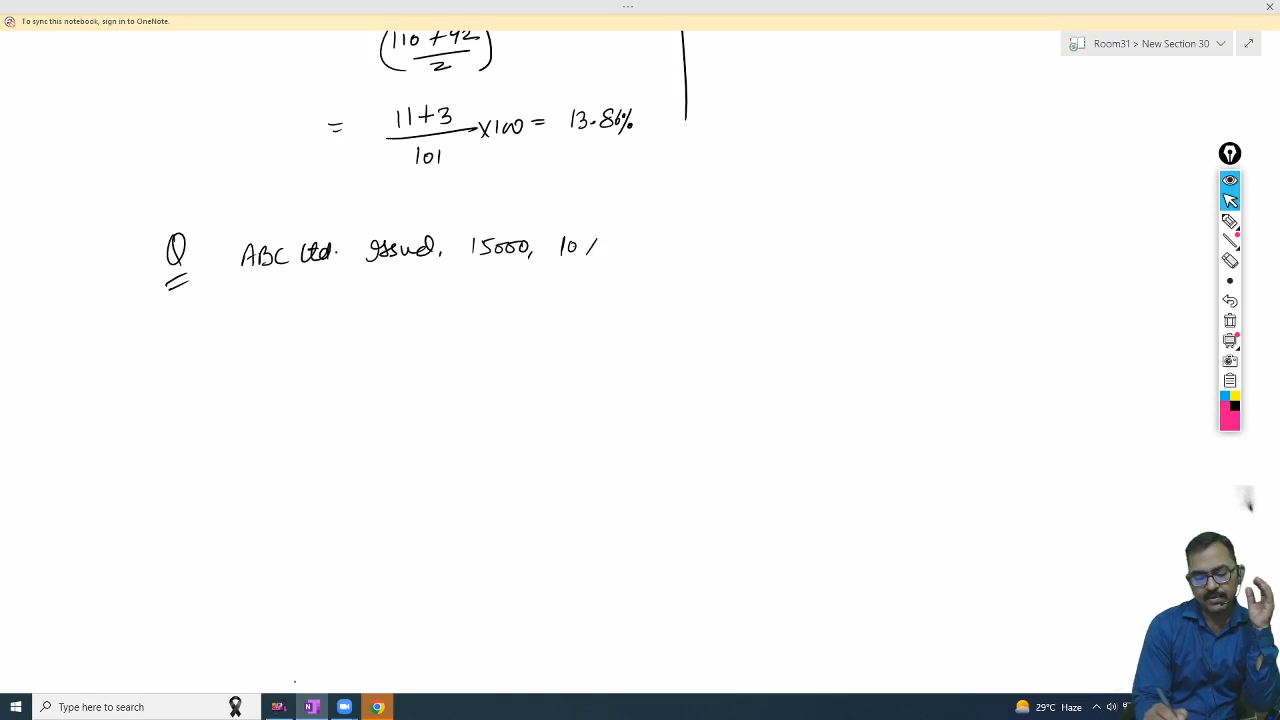 To sync this notebook, sign in to OneNote.
Room31 > New Section 30
(110 + 92
2)
= 11+3
101 ×100 = 13.86%
Q ABC Ltd. Issued, 15000, 10 /
Type here to search
29°C Haze